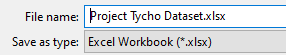 File name: Project Tycho Dataset.xlsx
Save as type: Excel Workbook (*.xlsx)